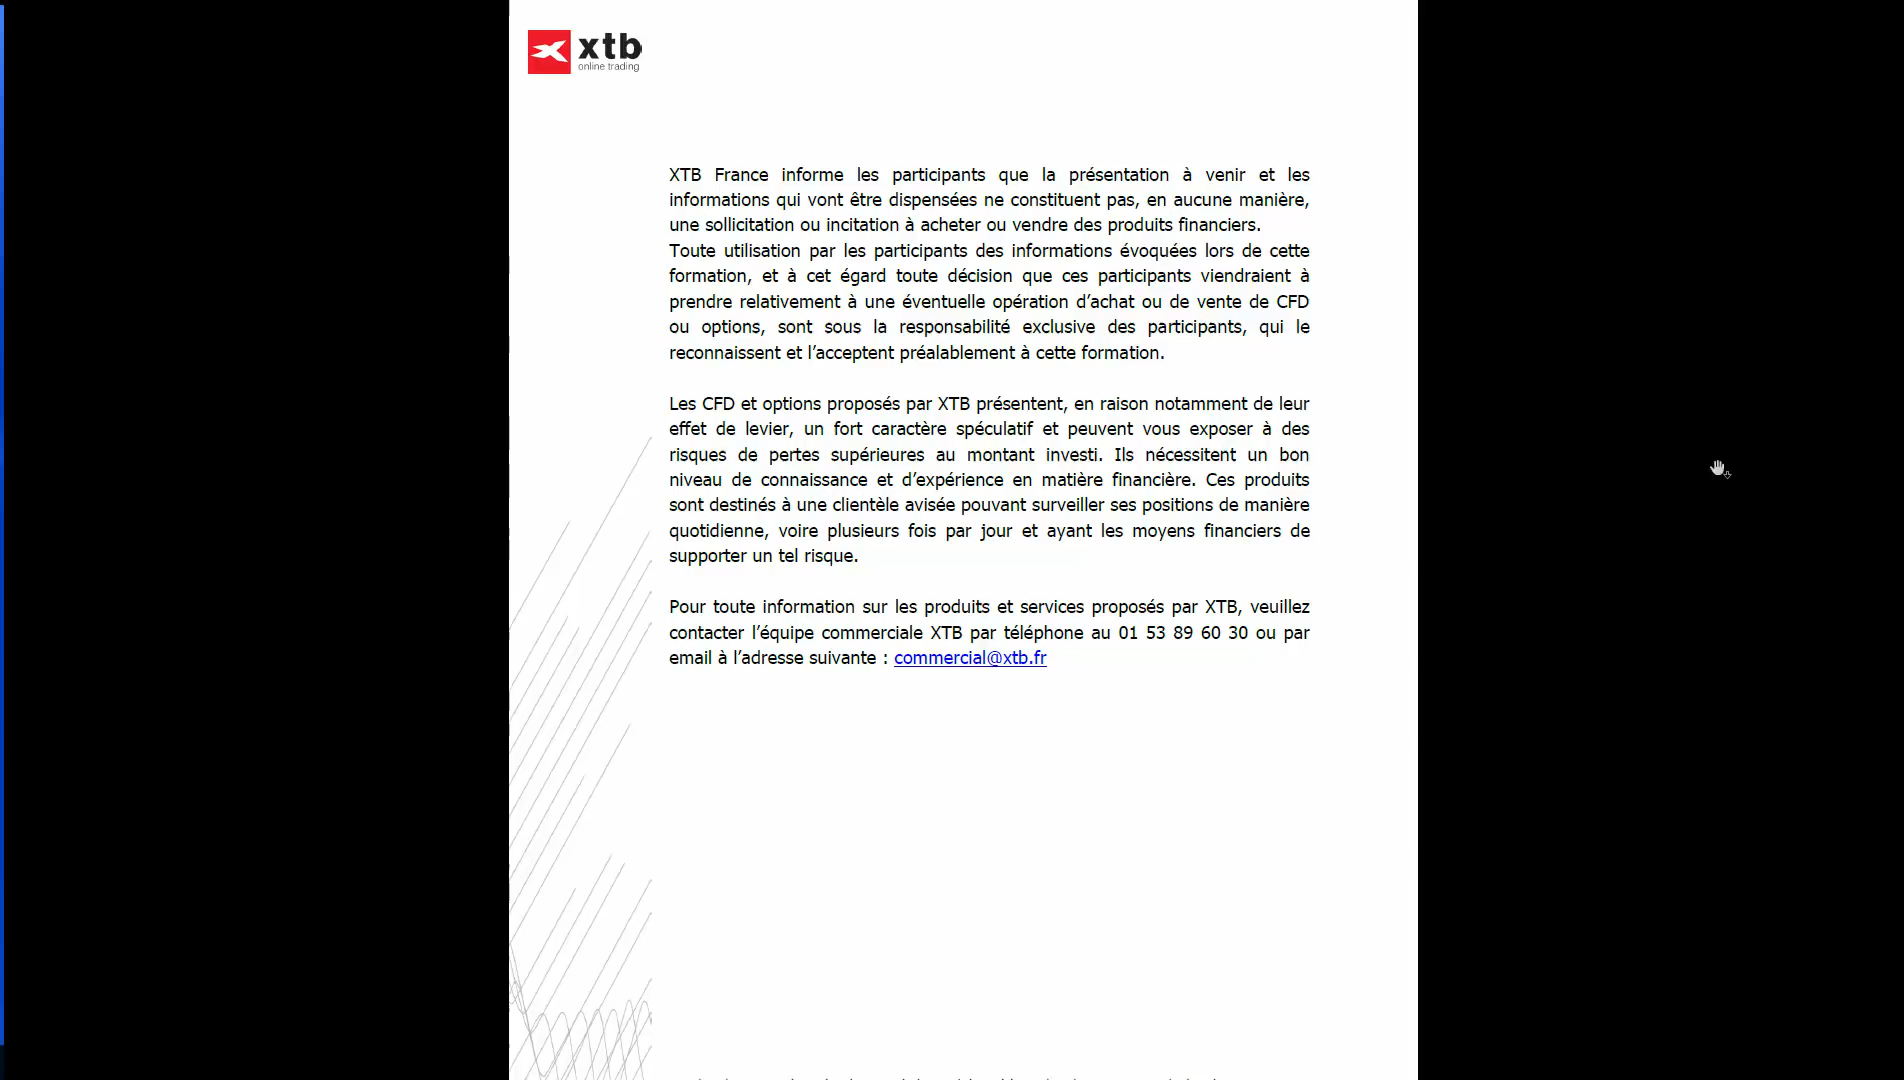 xtb
online trading
XTB France informe les participants que la présentation à venir et les
informations qui vont être dispensées ne constituent pas, en aucune manière,
une sollicitation ou incitation à acheter ou vendre des produits financiers.
Toute utilisation par les participants des informations évoquées lors de cette
formation, et à cet égard toute décision que ces participants viendraient à
prendre relativement à une éventuelle opération d’achat ou de vente de CFD
ou options, sont sous la responsabilité exclusive des participants, qui le
reconnaissent et l’acceptent préalablement à cette formation.
Les CFD et options proposés par XTB présentent, en raison notamment de leur
effet de levier, un fort caractère spéculatif et peuvent vous exposer à des
risques de pertes supérieures au montant investi. Ils nécessitent un bon
niveau de connaissance et d’expérience en matière financière. Ces produits
sont destinés à une clientèle avisée pouvant surveiller ses positions de manière
quotidienne, voire plusieurs fois par jour et ayant les moyens financiers de
supporter un tel risque.
Pour toute information sur les produits et services proposés par XTB, veuillez
contacter l’équipe commerciale XTB par téléphone au 01 53 89 60 30 ou par
email à l’adresse suivante : commercial@xtb.fr